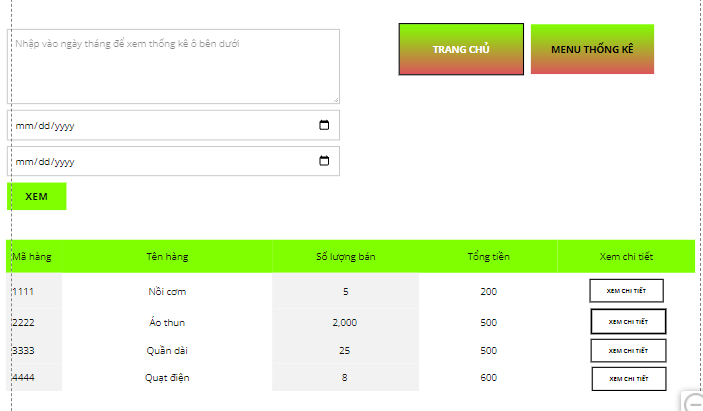 Nhập vào ngày tháng để xem thống kê ô bên dưới
TRANG CHỦ
MENU THỐNG KÊ
mm/dd/yyyy
mm/dd/yyyy
XEM
Mã hàng Tên hàng Số lượng bán Tổng tiền Xem chi tiết
1111 Nồi cơm 5 200 XEM CHI TIẾT
2222 Áo thun 2,000 500 XEM CHI TIẾT
3333 Quần dài 25 500 XEM CHI TIẾT
4444 Quạt điện 8 600 XEM CHI TIẾT